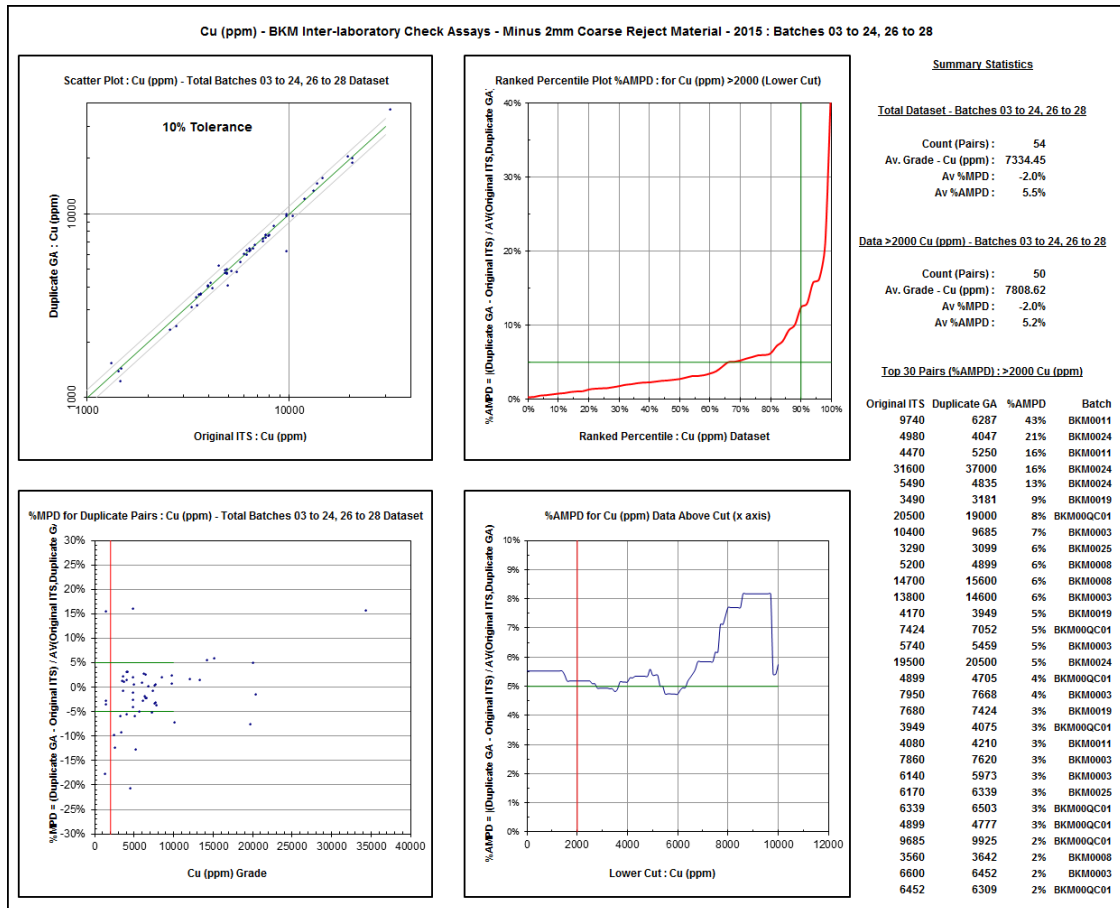 Cu (ppm) - BKM Inter-laboratory Check Assays - Minus 2mm Coarse Reject Material - 2015 : Batches 03 to 24, 26 to 28
Scatter Plot : Cu (ppm) - Total Batches 03 to 24, 26 to 28 Dataset
10% Tolerance
Duplicate GA : Cu (ppm)
10000
1000
1000 10000
Original ITS : Cu (ppm)
Ranked Percentile Plot %AMPD : for Cu (ppm) >2000 (Lower Cut)
%AMPD = |(Duplicate GA - Original ITS) / AV(Original ITS,Duplicate GA)
40%
30%
20%
10%
0%
0% 10% 20% 30% 40% 50% 60% 70% 80% 90% 100%
Ranked Percentile : Cu (ppm) Dataset
%MPD for Duplicate Pairs : Cu (ppm) - Total Batches 03 to 24, 26 to 28 Dataset
%MPD = (Duplicate GA - Original ITS) / AV(Original ITS,Duplicate GA)
30%
25%
20%
15%
10%
5%
0%
-5%
-10%
-15%
-20%
-25%
-30%
0 5000 10000 15000 20000 25000 30000 35000 40000
Cu (ppm) Grade
%AMPD for Cu (ppm) Data Above Cut (x axis)
%AMPD = |(Duplicate GA - Original ITS) / AV(Original ITS,Duplicate GA)
10%
9%
8%
7%
6%
5%
4%
3%
2%
1%
0%
0 2000 4000 6000 8000 10000 12000
Lower Cut : Cu (ppm)
Summary Statistics
Total Dataset - Batches 03 to 24, 26 to 28
Count (Pairs) : 54
Av. Grade - Cu (ppm) : 7334.45
Av %MPD : -2.0%
Av %AMPD : 5.5%
Data >2000 Cu (ppm) - Batches 03 to 24, 26 to 28
Count (Pairs) : 50
Av. Grade - Cu (ppm) : 7808.62
Av %MPD : -2.0%
Av %AMPD : 5.2%
Top 30 Pairs (%AMPD) : >2000 Cu (ppm)
Original ITS Duplicate GA %AMPD Batch
9740 6287 43% BKM0011
4980 4047 21% BKM0024
4470 5250 16% BKM0011
31600 37000 16% BKM0024
5490 4835 13% BKM0024
3490 3181 9% BKM0019
20500 19000 8% BKM00QC01
10400 9685 7% BKM0003
3290 3099 6% BKM0025
5200 4899 6% BKM0008
14700 15600 6% BKM0008
13800 14600 6% BKM0003
4170 3949 5% BKM0019
7424 7052 5% BKM00QC01
5740 5459 5% BKM0003
19500 20500 5% BKM0024
4899 4705 4% BKM00QC01
7950 7668 4% BKM0003
7680 7424 3% BKM0019
3949 4075 3% BKM00QC01
4080 4210 3% BKM0011
7860 7620 3% BKM0003
6140 5973 3% BKM0003
6170 6339 3% BKM0025
6339 6503 3% BKM00QC01
4899 4777 3% BKM00QC01
9685 9925 2% BKM00QC01
3560 3642 2% BKM0008
6600 6452 2% BKM0003
6452 6309 2% BKM00QC01